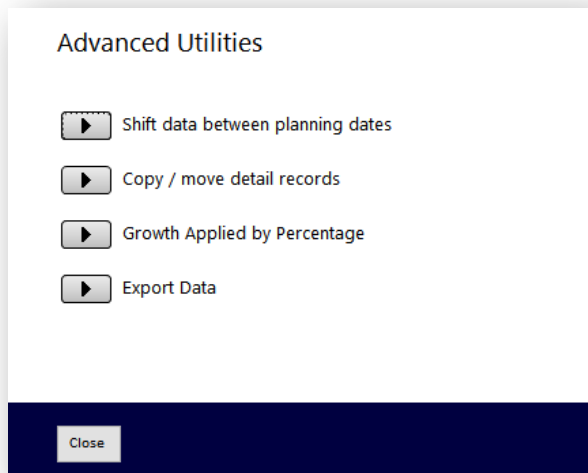 Advanced Utilities
Shift data between planning dates
Copy / move detail records
Growth Applied by Percentage
Export Data
Close